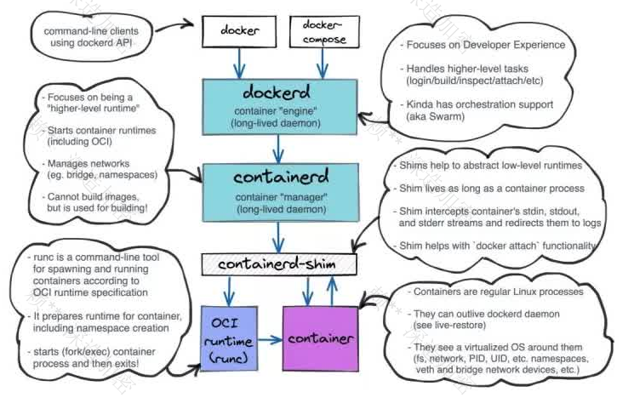 command-line clients
using dockerd API
docker
docker-
compose
- Focuses on Developer Experience
- Handles higher-level tasks
(login/build/inspect/attach/etc)
- Kinda has orchestration support
(aka Swarm)
dockerd
container "engine"
(long-lived daemon)
- Focuses on being a
"higher-level runtime"
- Starts container runtimes
(including OCI)
- Manages networks
(eg. bridge, namespaces)
- Cannot build images,
but is used for building!
containerd
container "manager"
(long-lived daemon)
- Shims help to abstract low-level runtimes
- Shim lives as long as a container process
- Shim intercepts container's stdin, stdout,
and stderr streams and redirects them to logs
- Shim helps with `docker attach` functionality
containerd-shim
- runc is a command-line tool
for spawning and running
containers according to
OCI runtime specification
- It prepares runtime for container,
including namespace creation
- starts (fork/exec) container
process and then exits!
OCI
runtime
(runc)
container
- Containers are regular Linux processes
- They can outlive dockerd daemon
(see live-restore)
- They see a virtualized OS around them
(fs, network, PID, UID, etc. namespaces,
veth and bridge network devices, etc.)